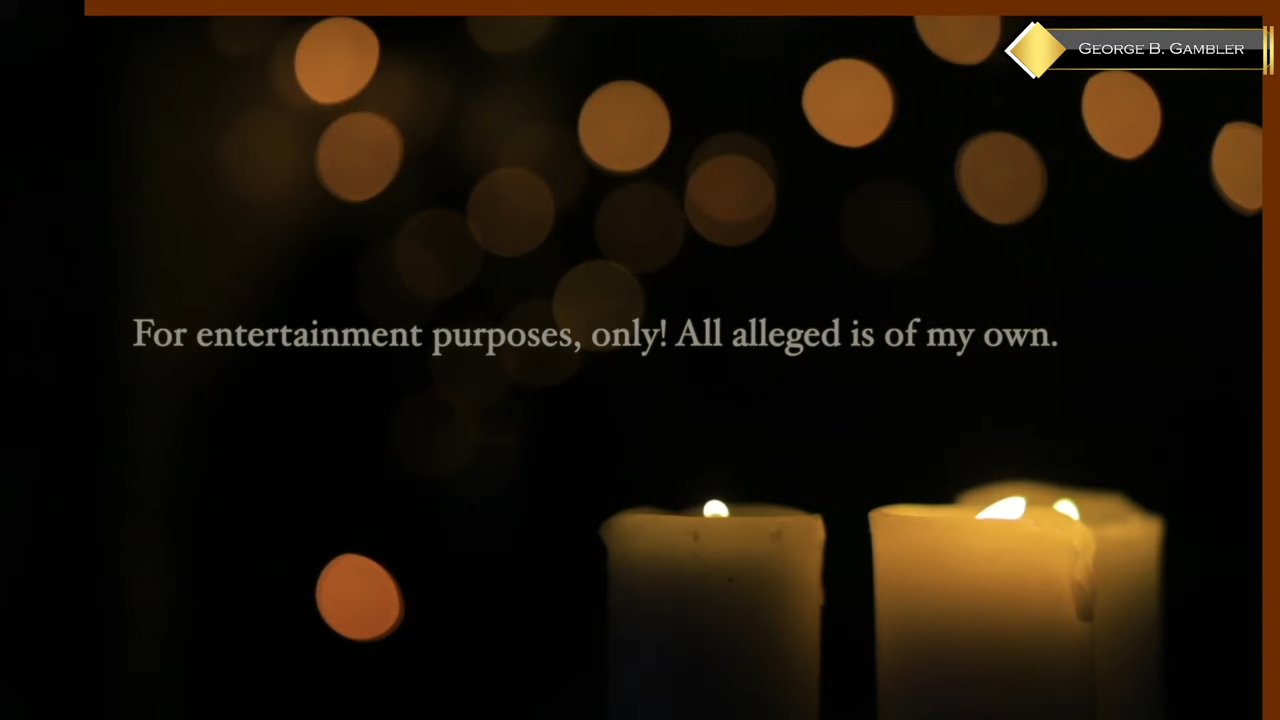 GEORGE B. GAMBLER
For entertainment purposes, only! All alleged is of my own.